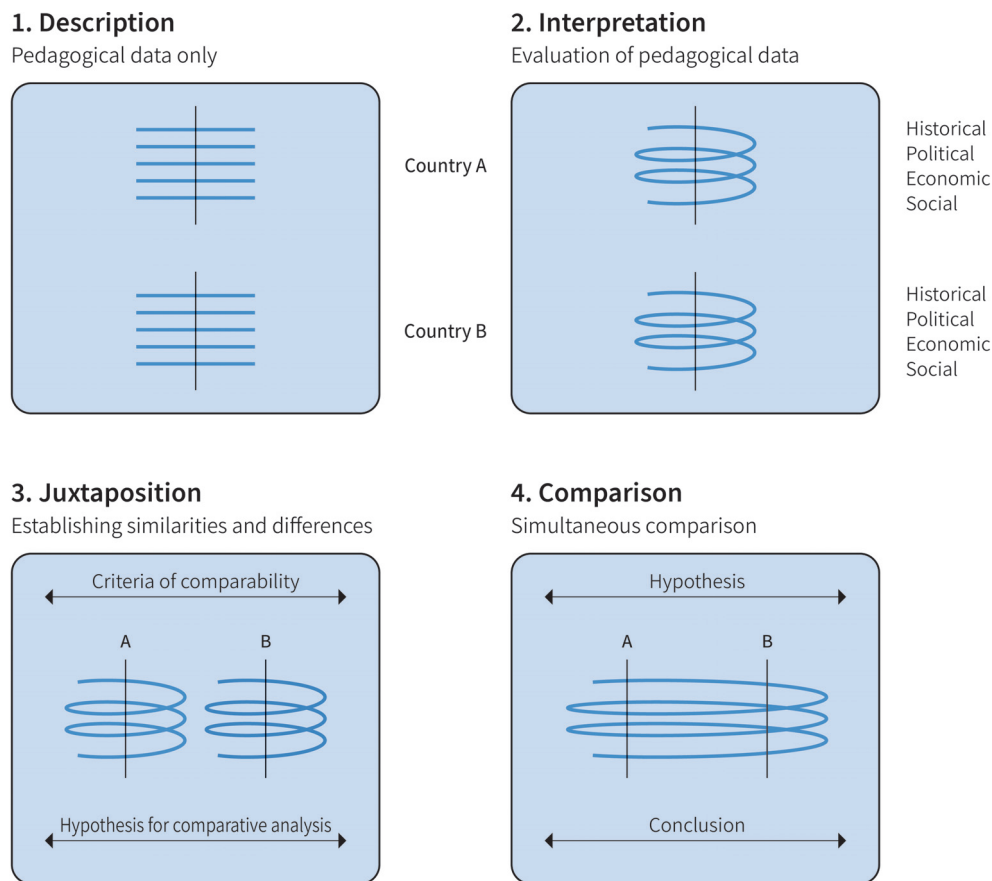 1. Description
Pedagogical data only
Country A
Country B
2. Interpretation
Evaluation of pedagogical data
Historical
Political
Economic
Social
Historical
Political
Economic
Social
3. Juxtaposition
Establishing similarities and differences
Criteria of comparability
A
B
Hypothesis for comparative analysis
4. Comparison
Simultaneous comparison
Hypothesis
A
B
Conclusion